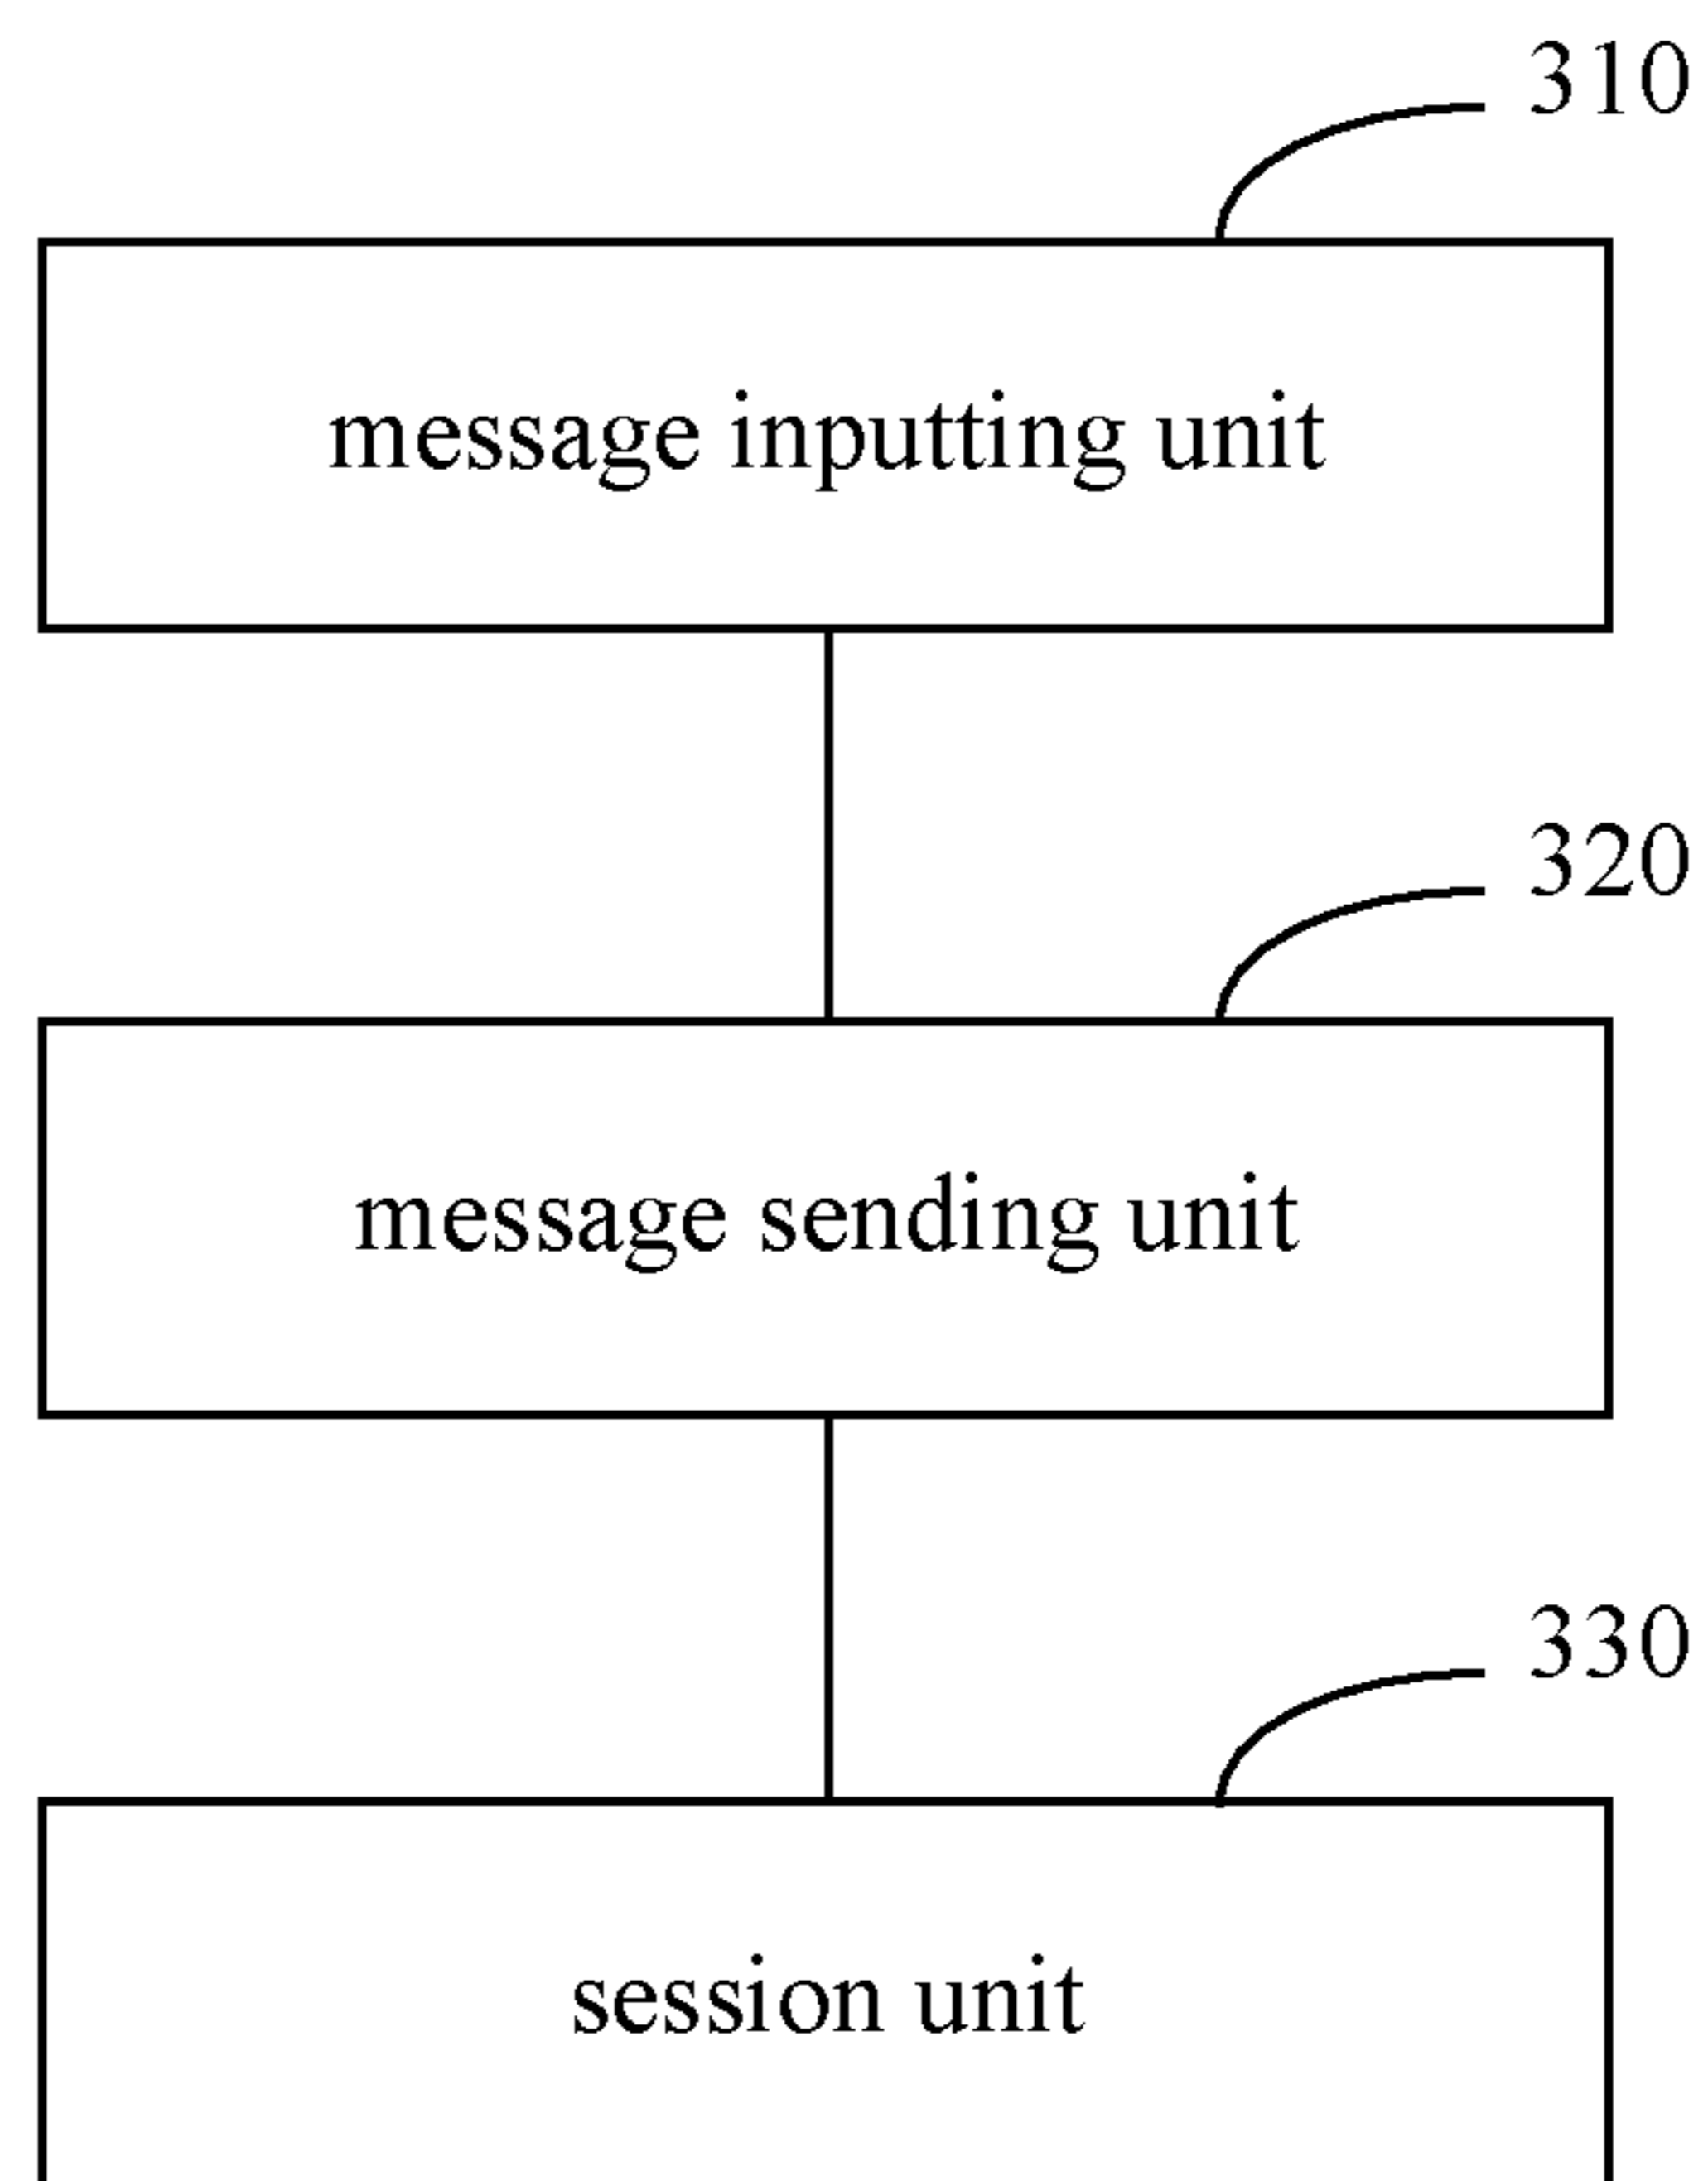 310
message inputting unit
320
message sending unit
330
session unit